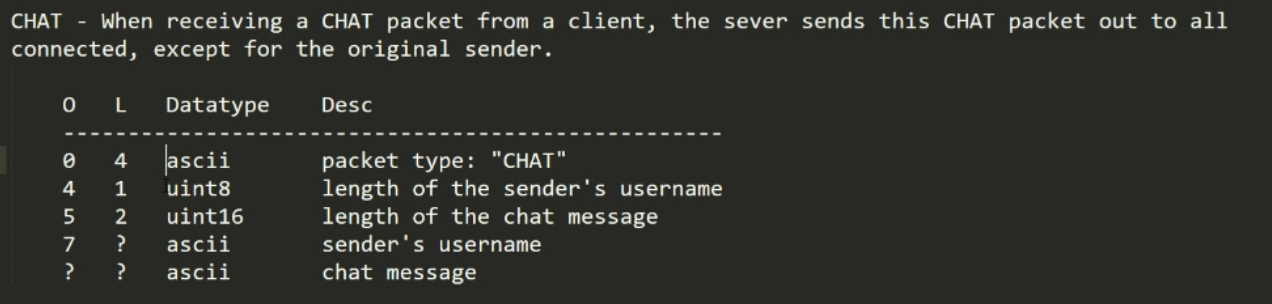 CHAT - When receiving a CHAT packet from a client, the sever sends this CHAT packet out to all
connected, except for the original sender.
O L Datatype Desc
---------------------------------------------------
0 4 ascii packet type: "CHAT"
4 1 uint8 length of the sender's username
5 2 uint16 length of the chat message
7 ? ascii sender's username
? ? ascii chat message